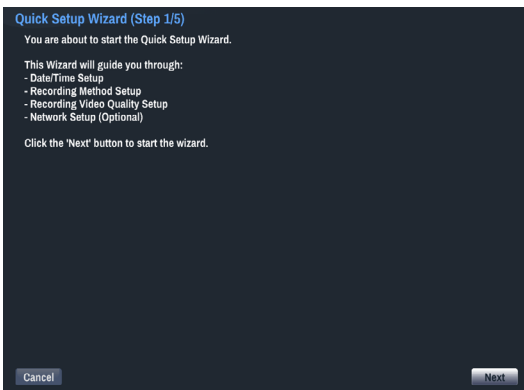 Quick Setup Wizard (Step 1/5)
You are about to start the Quick Setup Wizard.
This Wizard will guide you through:
- Date/Time Setup
- Recording Method Setup
- Recording Video Quality Setup
- Network Setup (Optional)
Click the 'Next' button to start the wizard.
Cancel
Next